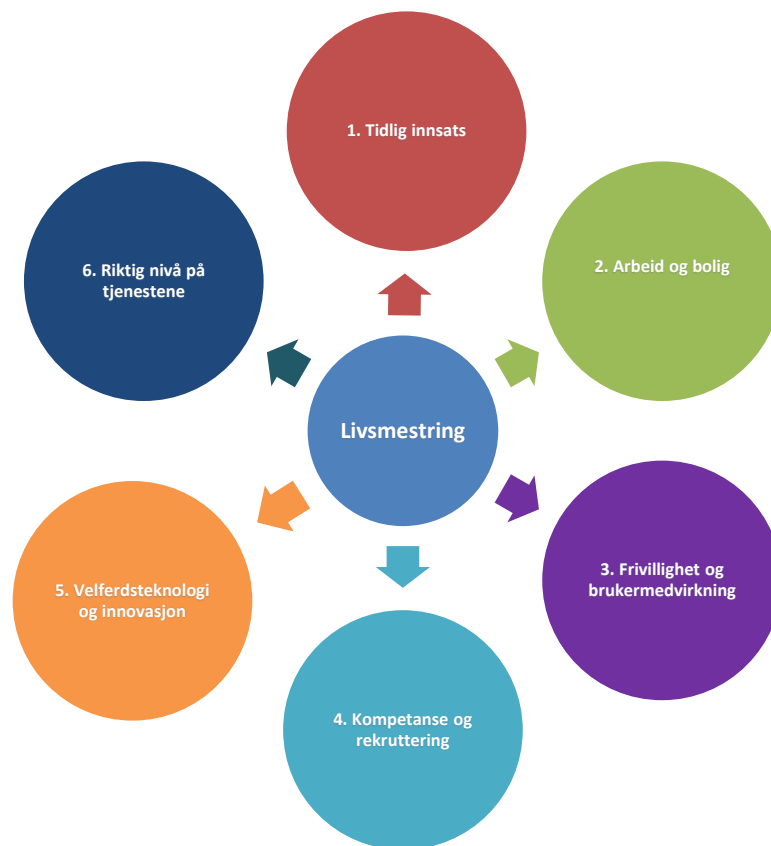 1. Tidlig innsats
2. Arbeid og bolig
3. Frivillighet og
brukermedvirkning
4. Kompetanse og
rekruttering
5. Velferdsteknologi
og innovasjon
6. Riktig nivå på
tjenestene
Livsmestring